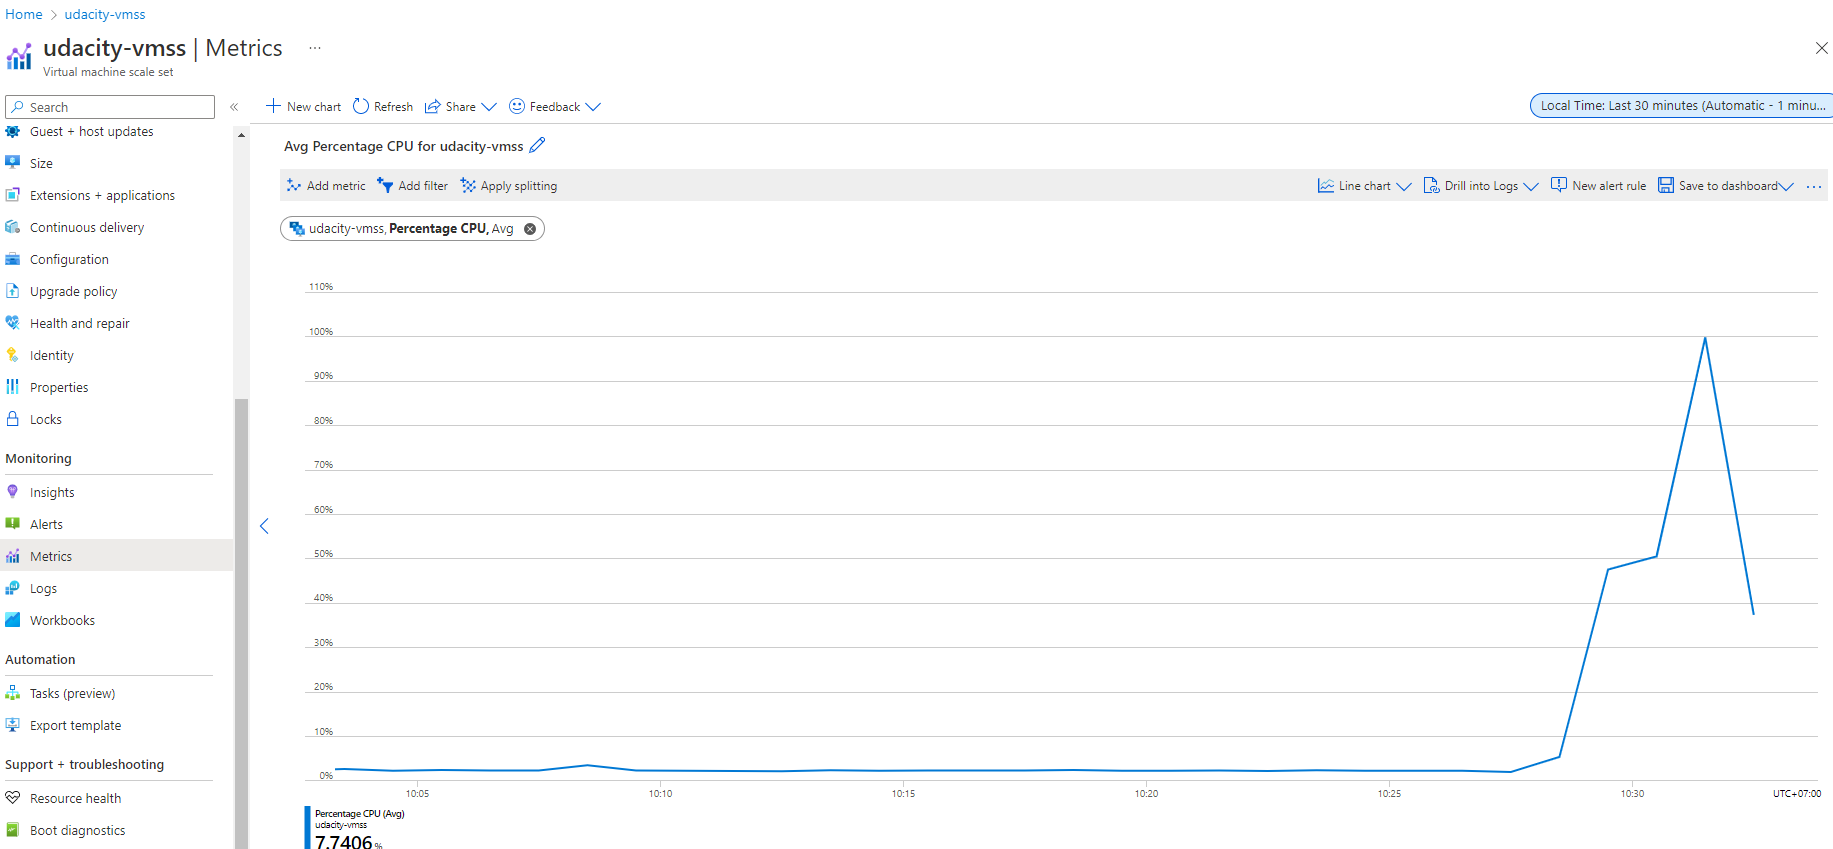 Home > udacity-vmss
udacity-vmss | Metrics ...
Virtual machine scale set
Search
«
Guest + host updates
Size
Extensions + applications
Continuous delivery
Configuration
Upgrade policy
Health and repair
Identity
Properties
Locks
Monitoring
Insights
Alerts
Metrics
Logs
Workbooks
Automation
Tasks (preview)
Export template
Support + troubleshooting
Resource health
Boot diagnostics
New chart Refresh Share Feedback
Local Time: Last 30 minutes (Automatic - 1 minu...
Avg Percentage CPU for udacity-vmss
Add metric Add filter Apply splitting Line chart Drill into Logs New alert rule Save to dashboard ...
udacity-vmss, Percentage CPU, Avg
110%
100%
90%
80%
70%
60%
50%
40%
30%
20%
10%
0%
10:05 10:10 10:15 10:20 10:25 10:30 UTC+07:00
Percentage CPU (Avg)
udacity-vmss
7.7406 %